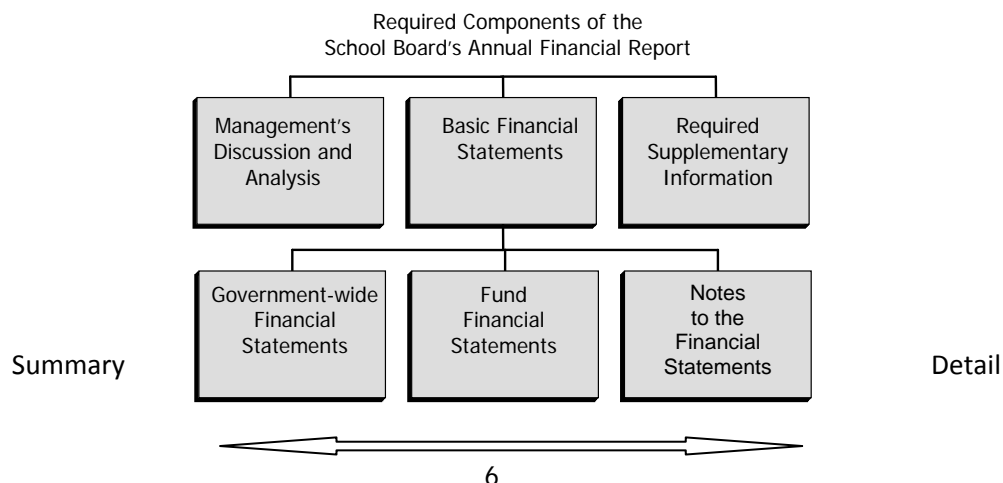 Required Components of the
School Board's Annual Financial Report
Management's
Discussion and
Analysis
Basic Financial
Statements
Required
Supplementary
Information
Government-wide
Financial
Statements
Fund
Financial
Statements
Notes
to the
Financial
Statements
Summary
Detail
6